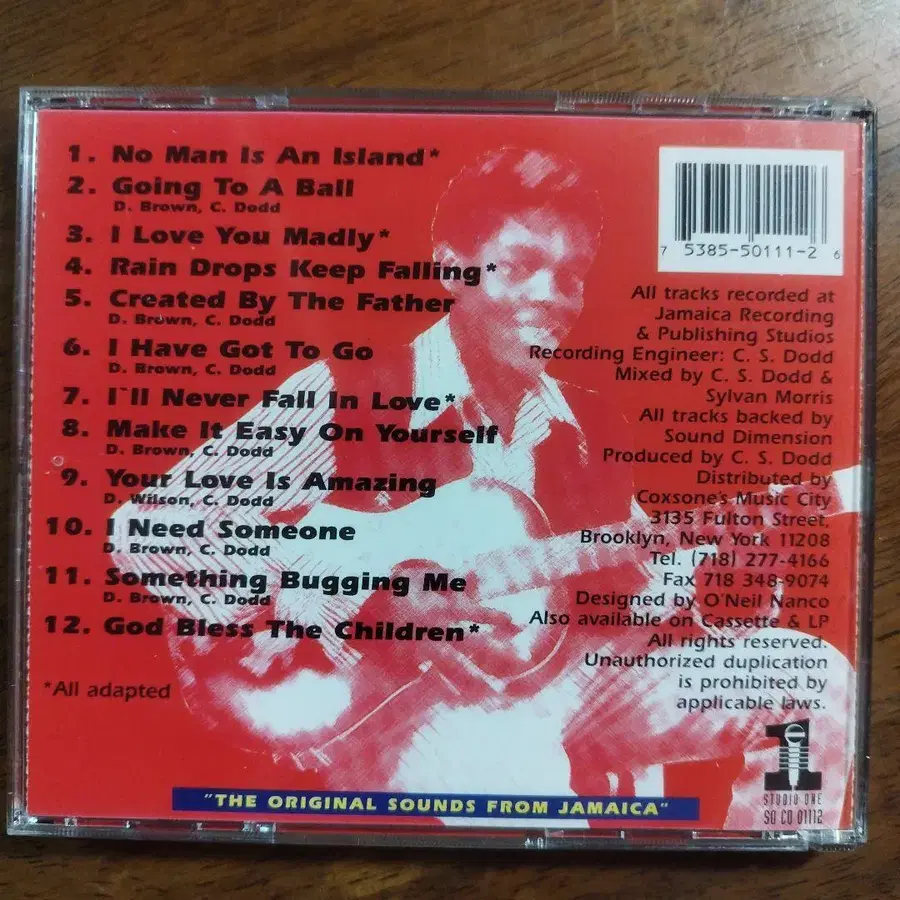 1. No Man Is An Island*
2. Going To A Ball
D. Brown, C. Dodd
3. I Love You Madly*
4. Rain Drops Keep Falling*
5. Created By The Father
D. Brown, C. Dodd
6. I Have Got To Go
D. Brown, C. Dodd
7. I`ll Never Fall In Love*
8. Make It Easy On Yourself
D. Brown, C. Dodd
9. Your Love Is Amazing
D. Wilson, C. Dodd
10. I Need Someone
D. Brown, C. Dodd
11. Something Bugging Me
D. Brown, C. Dodd
12. God Bless The Children*
*All adapted
7 5385-50111-2 6
All tracks recorded at
Jamaica Recording
& Publishing Studios
Recording Engineer: C. S. Dodd
Mixed by C. S. Dodd &
Sylvan Morris
All tracks backed by
Sound Dimension
Produced by C. S. Dodd
Distributed by
Coxsone's Music City
3135 Fulton Street,
Brooklyn, New York 11208
Tel. (718) 277-4166
Fax 718 348-9074
Designed by O'Neil Nanco
Also available on Cassette & LP
All rights reserved.
Unauthorized duplication
is prohibited by
applicable laws.
1
STUDIO ONE
SO CD 01112
"THE ORIGINAL SOUNDS FROM JAMAICA"